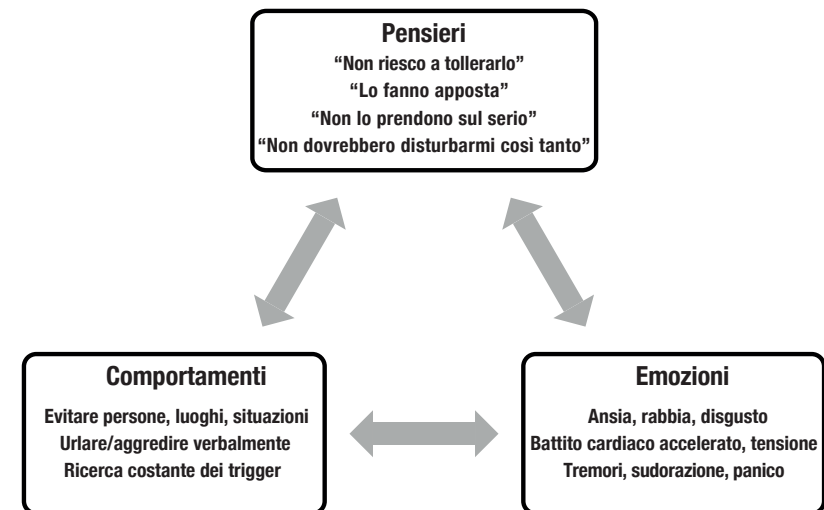 Pensieri
“Non riesco a tollerarlo”
“Lo fanno apposta”
“Non lo prendono sul serio”
“Non dovrebbero disturbarmi così tanto”
Comportamenti
Evitare persone, luoghi, situazioni
Urlare/aggredire verbalmente
Ricerca costante dei trigger
Emozioni
Ansia, rabbia, disgusto
Battito cardiaco accelerato, tensione
Tremori, sudorazione, panico